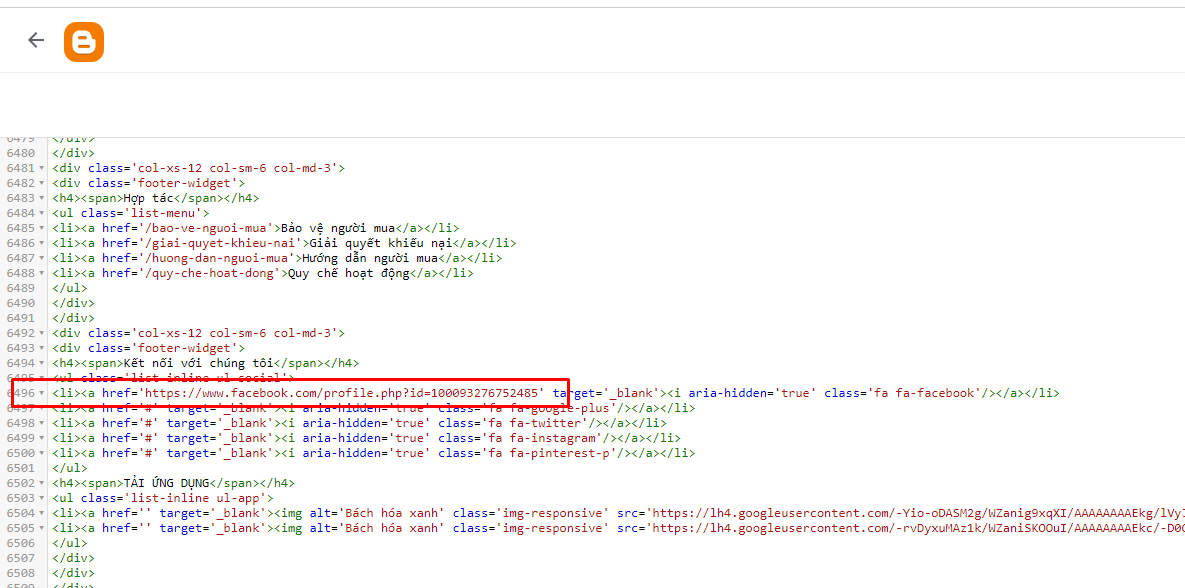 6479 </div>
6480 </div>
6481 <div class='col-xs-12 col-sm-6 col-md-3'>
6482 <div class='footer-widget'>
6483 <h4><span>Hợp tác</span></h4>
6484 <ul class='list-menu'>
6485 <li><a href='/bao-ve-nguoi-mua'>Bảo vệ người mua</a></li>
6486 <li><a href='/giai-quyet-khieu-nai'>Giải quyết khiếu nại</a></li>
6487 <li><a href='/huong-dan-nguoi-mua'>Hướng dẫn người mua</a></li>
6488 <li><a href='/quy-che-hoat-dong'>Quy chế hoạt động</a></li>
6489 </ul>
6490 </div>
6491 </div>
6492 <div class='col-xs-12 col-sm-6 col-md-3'>
6493 <div class='footer-widget'>
6494 <h4><span>Kết nối với chúng tôi</span></h4>
6495 <ul class='list-inline ul-social'>
6496 <li><a href='https://www.facebook.com/profile.php?id=100093276752485' target='_blank'><i aria-hidden='true' class='fa fa-facebook'/></a></li>
6497 <li><a href='#' target='_blank'><i aria-hidden='true' class='fa fa-google-plus'/></a></li>
6498 <li><a href='#' target='_blank'><i aria-hidden='true' class='fa fa-twitter'/></a></li>
6499 <li><a href='#' target='_blank'><i aria-hidden='true' class='fa fa-instagram'/></a></li>
6500 <li><a href='#' target='_blank'><i aria-hidden='true' class='fa fa-pinterest-p'/></a></li>
6501 </ul>
6502 <h4><span>TẢI ỨNG DỤNG</span></h4>
6503 <ul class='list-inline ul-app'>
6504 <li><a href='' target='_blank'><img alt='Bách hóa xanh' class='img-responsive' src='https://lh4.googleusercontent.com/-Yio-oDASM2g/WZanig9xqXI/AAAAAAAAEkg/lVyI
6505 <li><a href='' target='_blank'><img alt='Bách hóa xanh' class='img-responsive' src='https://lh4.googleusercontent.com/-rvDyxuMAz1k/WZaniSKOOuI/AAAAAAAAEkc/-D0C
6506 </ul>
6507 </div>
6508 </div>
6509 </div>